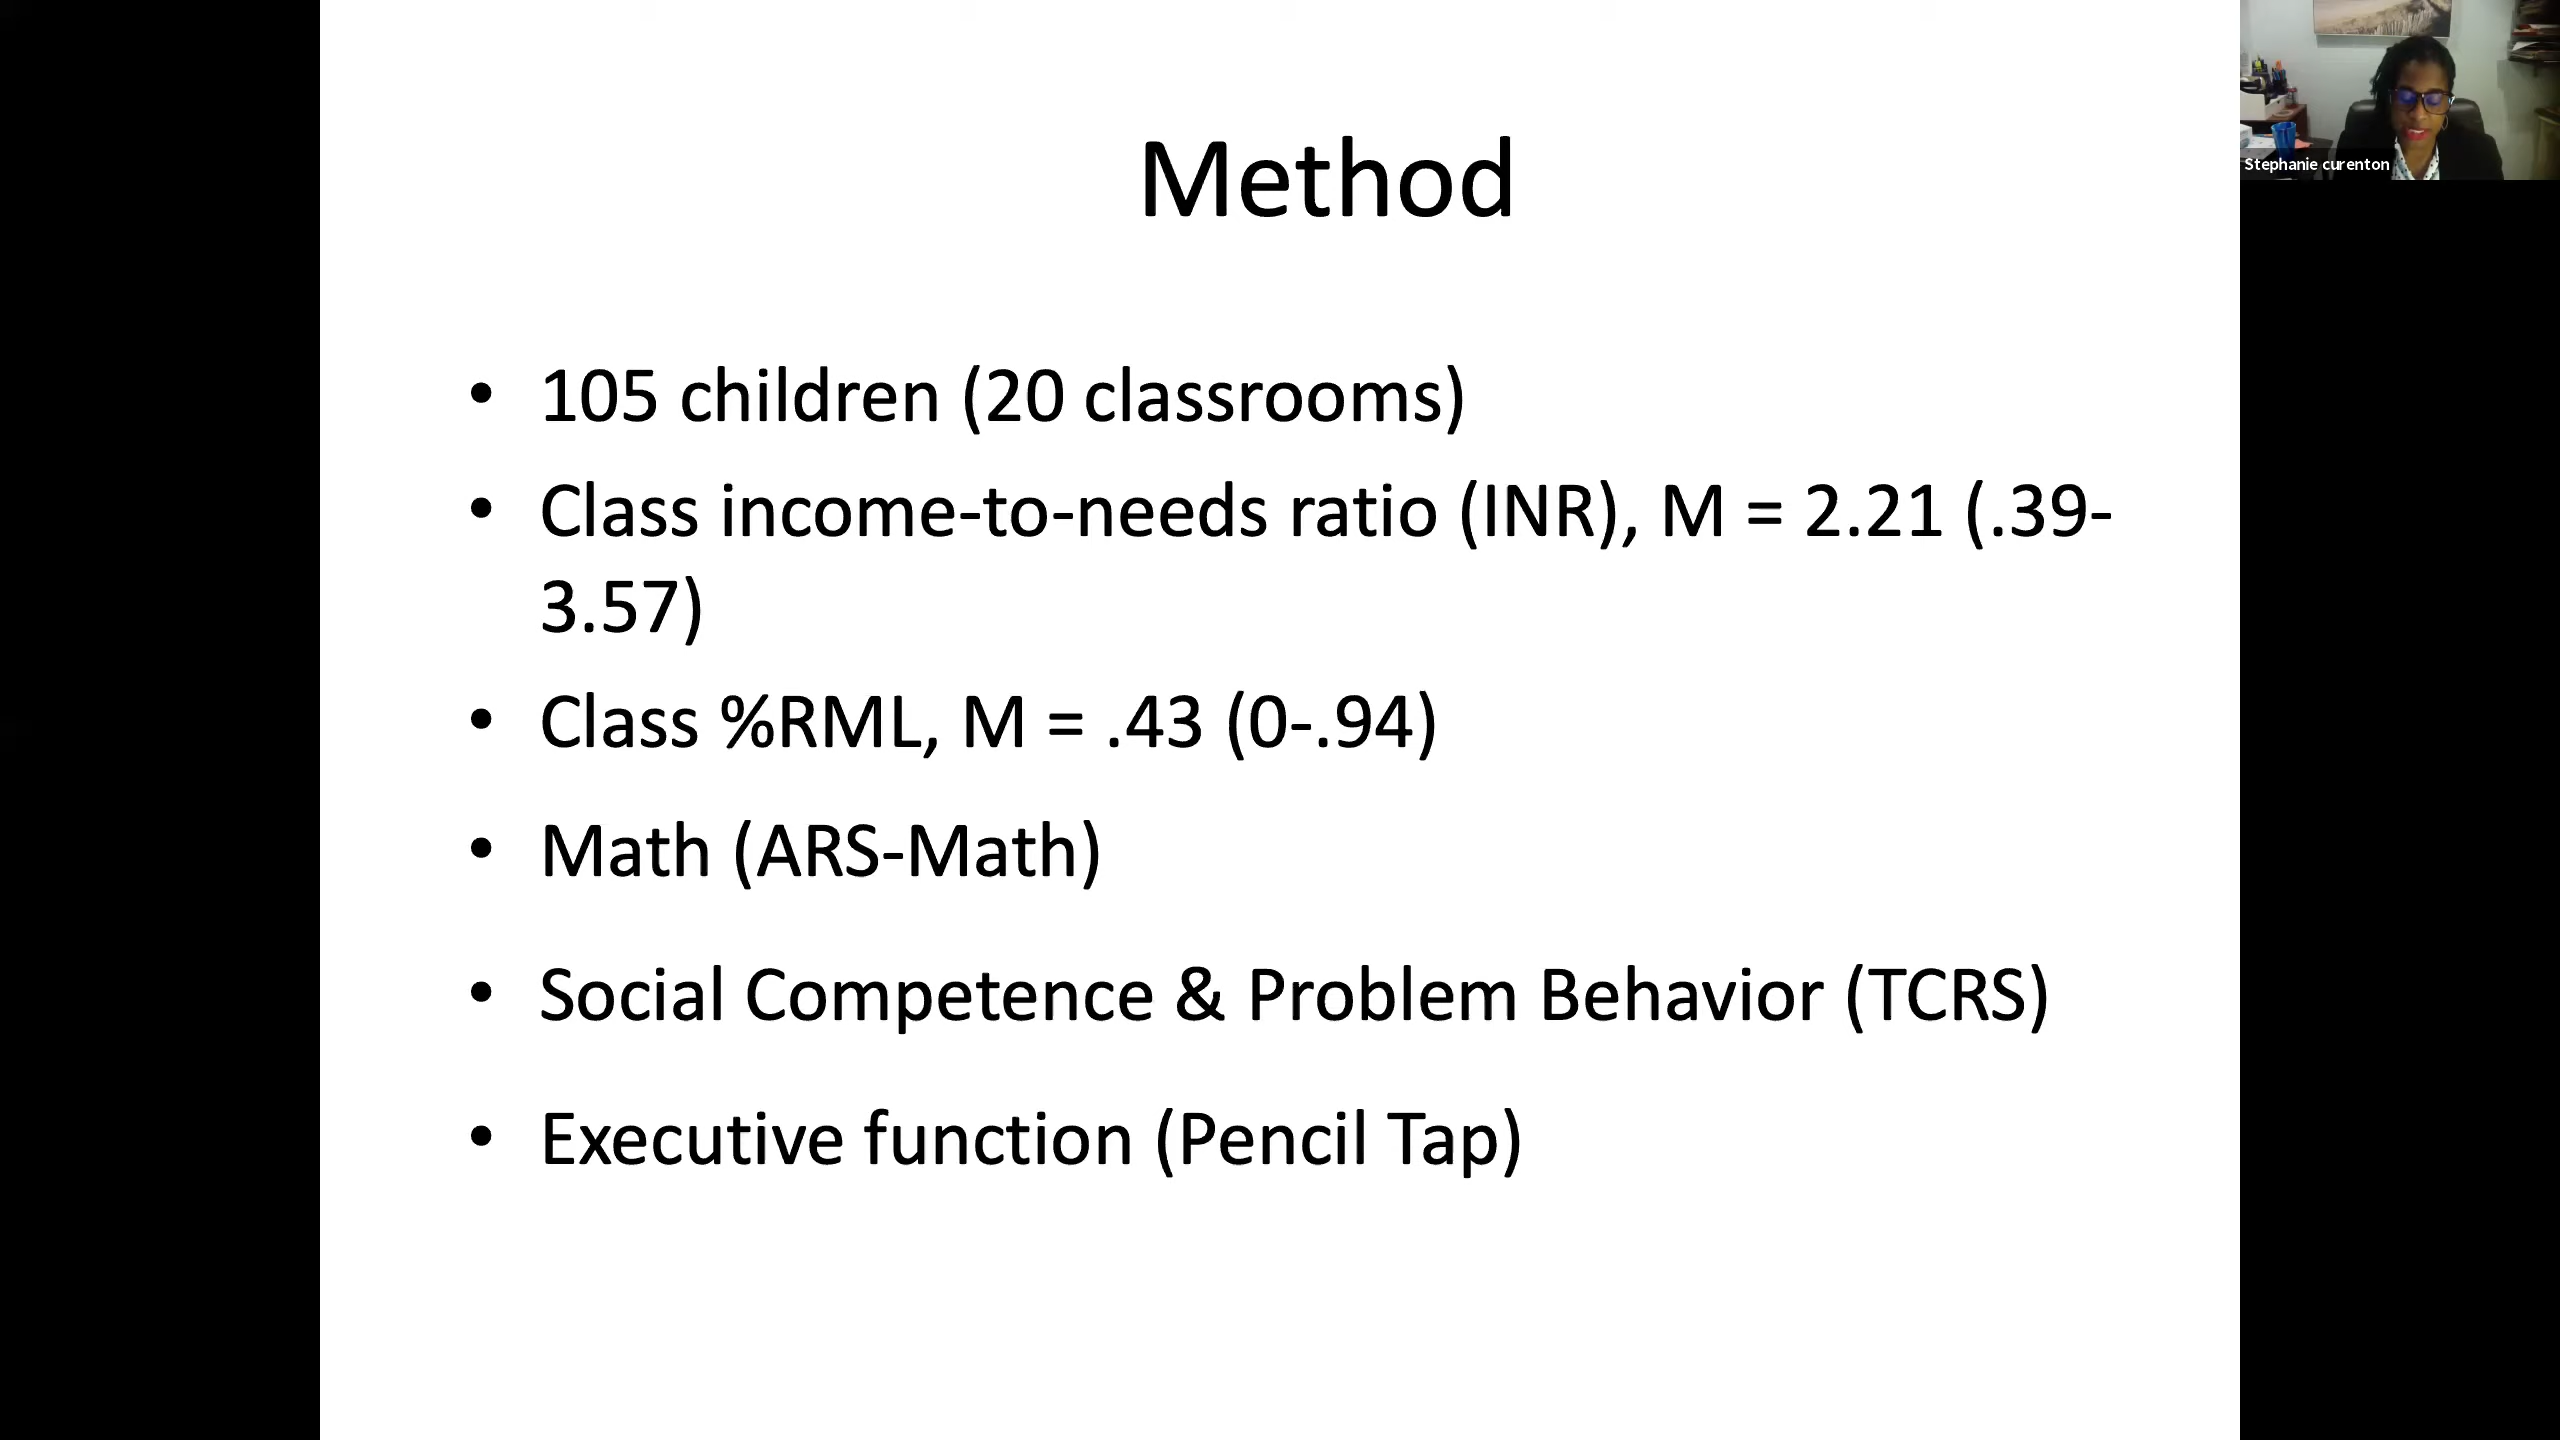 Method
• 105 children (20 classrooms)
• Class income-to-needs ratio (INR), M = 2.21 (.39-
3.57)
• Class %RML, M = .43 (0-.94)
• Math (ARS-Math)
• Social Competence & Problem Behavior (TCRS)
• Executive function (Pencil Tap)
Stephanie curenton